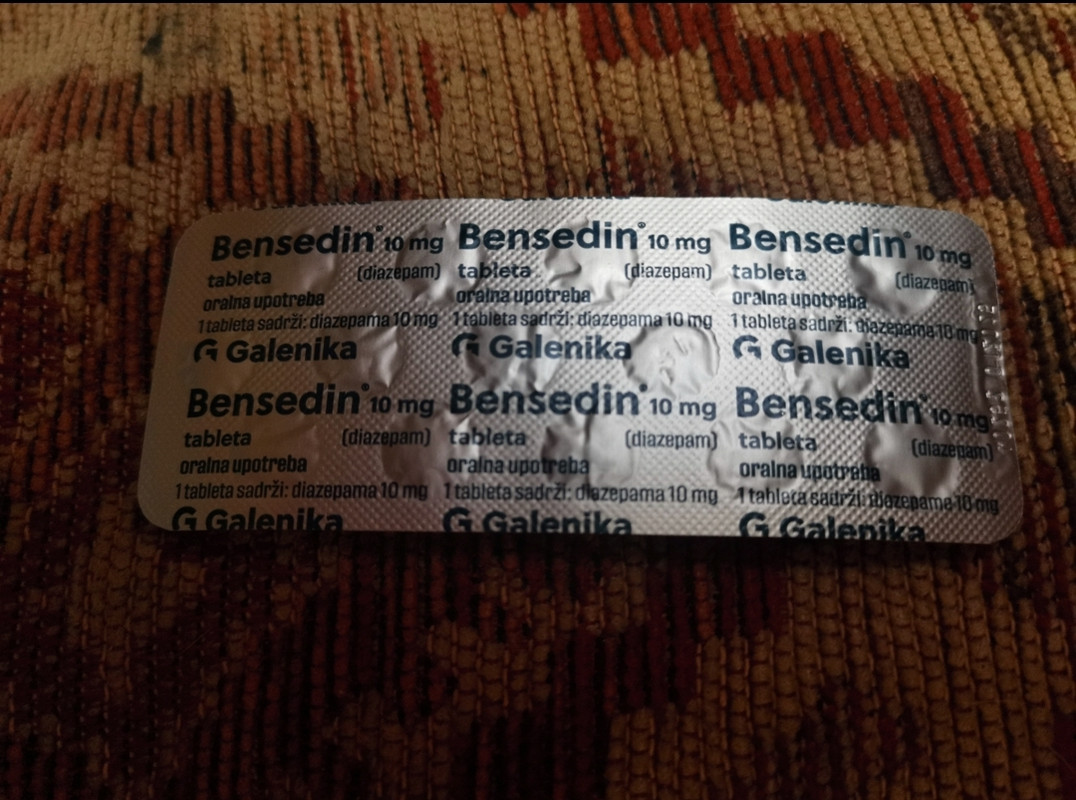 Bensedin® 10 mg Bensedin® 10 mg Bensedin® 10 mg
tableta (diazepam) tableta (diazepam) tableta (diazepam)
oralna upotreba oralna upotreba oralna upotreba
1 tableta sadrži: diazepama 10 mg 1 tableta sadrži: diazepama 10 mg 1 tableta sadrži: diazepama 10 mg
G Galenika G Galenika G Galenika
Bensedin® 10 mg Bensedin® 10 mg Bensedin® 10 mg
tableta (diazepam) tableta (diazepam) tableta (diazepam)
oralna upotreba oralna upotreba oralna upotreba
1 tableta sadrži: diazepama 10 mg 1 tableta sadrži: diazepama 10 mg 1 tableta sadrži: diazepama 10 mg
G Galenika G Galenika G Galenika